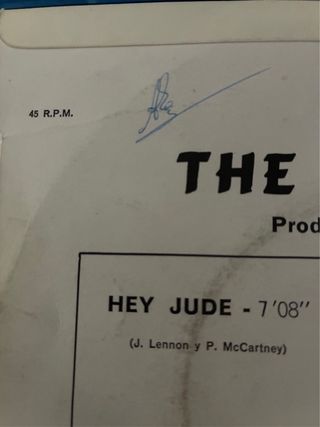 45 R.P.M.
THE
Prod
HEY JUDE - 7'08"
(J. Lennon y P. McCartney)